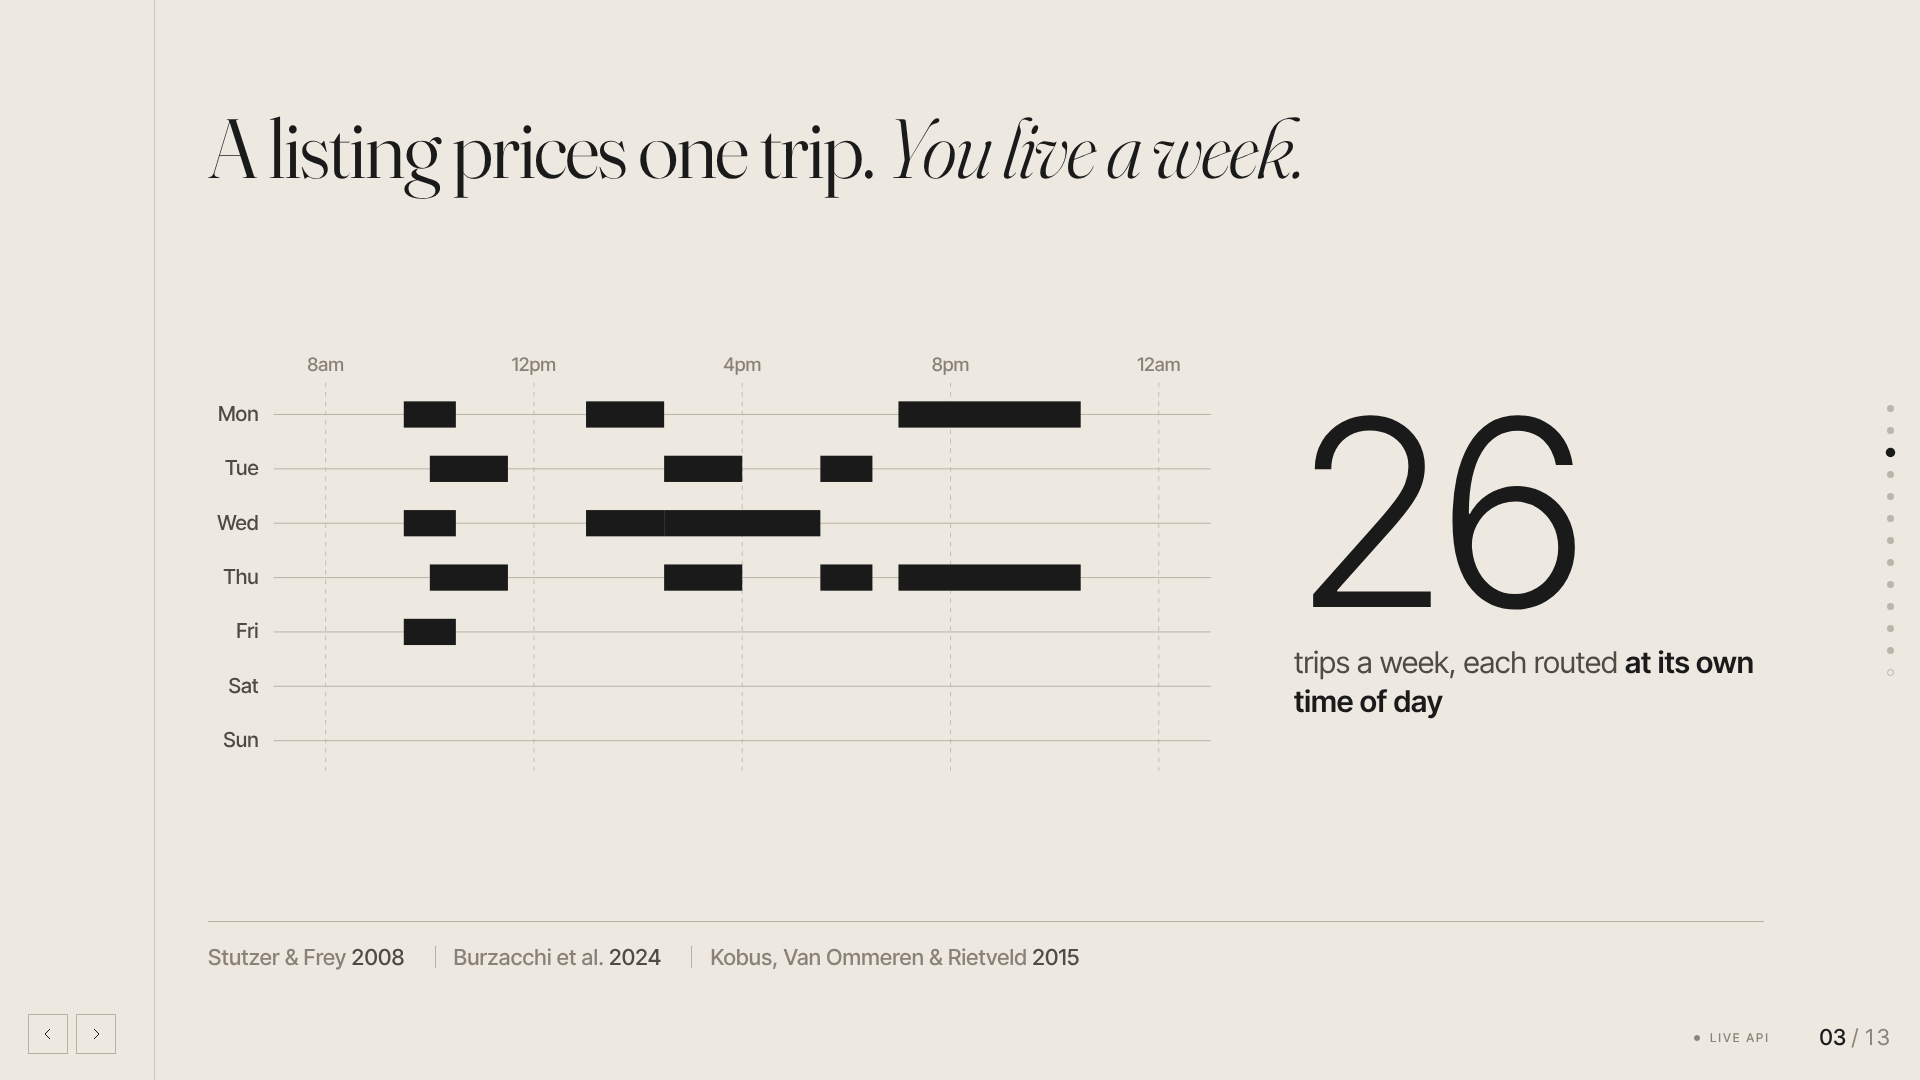 A listing prices one trip. You live a week.
8am 12pm 4pm 8pm 12am
Mon
Tue
Wed
Thu
Fri
Sat
Sun
26
trips a week, each routed at its own
time of day
Stutzer & Frey 2008
Burzacchi et al. 2024
Kobus, Van Ommeren & Rietveld 2015
LIVE API
03 / 13